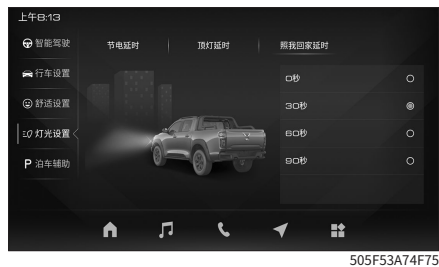 上午8:13
智能驾驶
节电延时
顶灯延时
照我回家延时
行车设置
0秒
舒适设置
30秒
灯光设置
60秒
泊车辅助
90秒
505F53A74F75